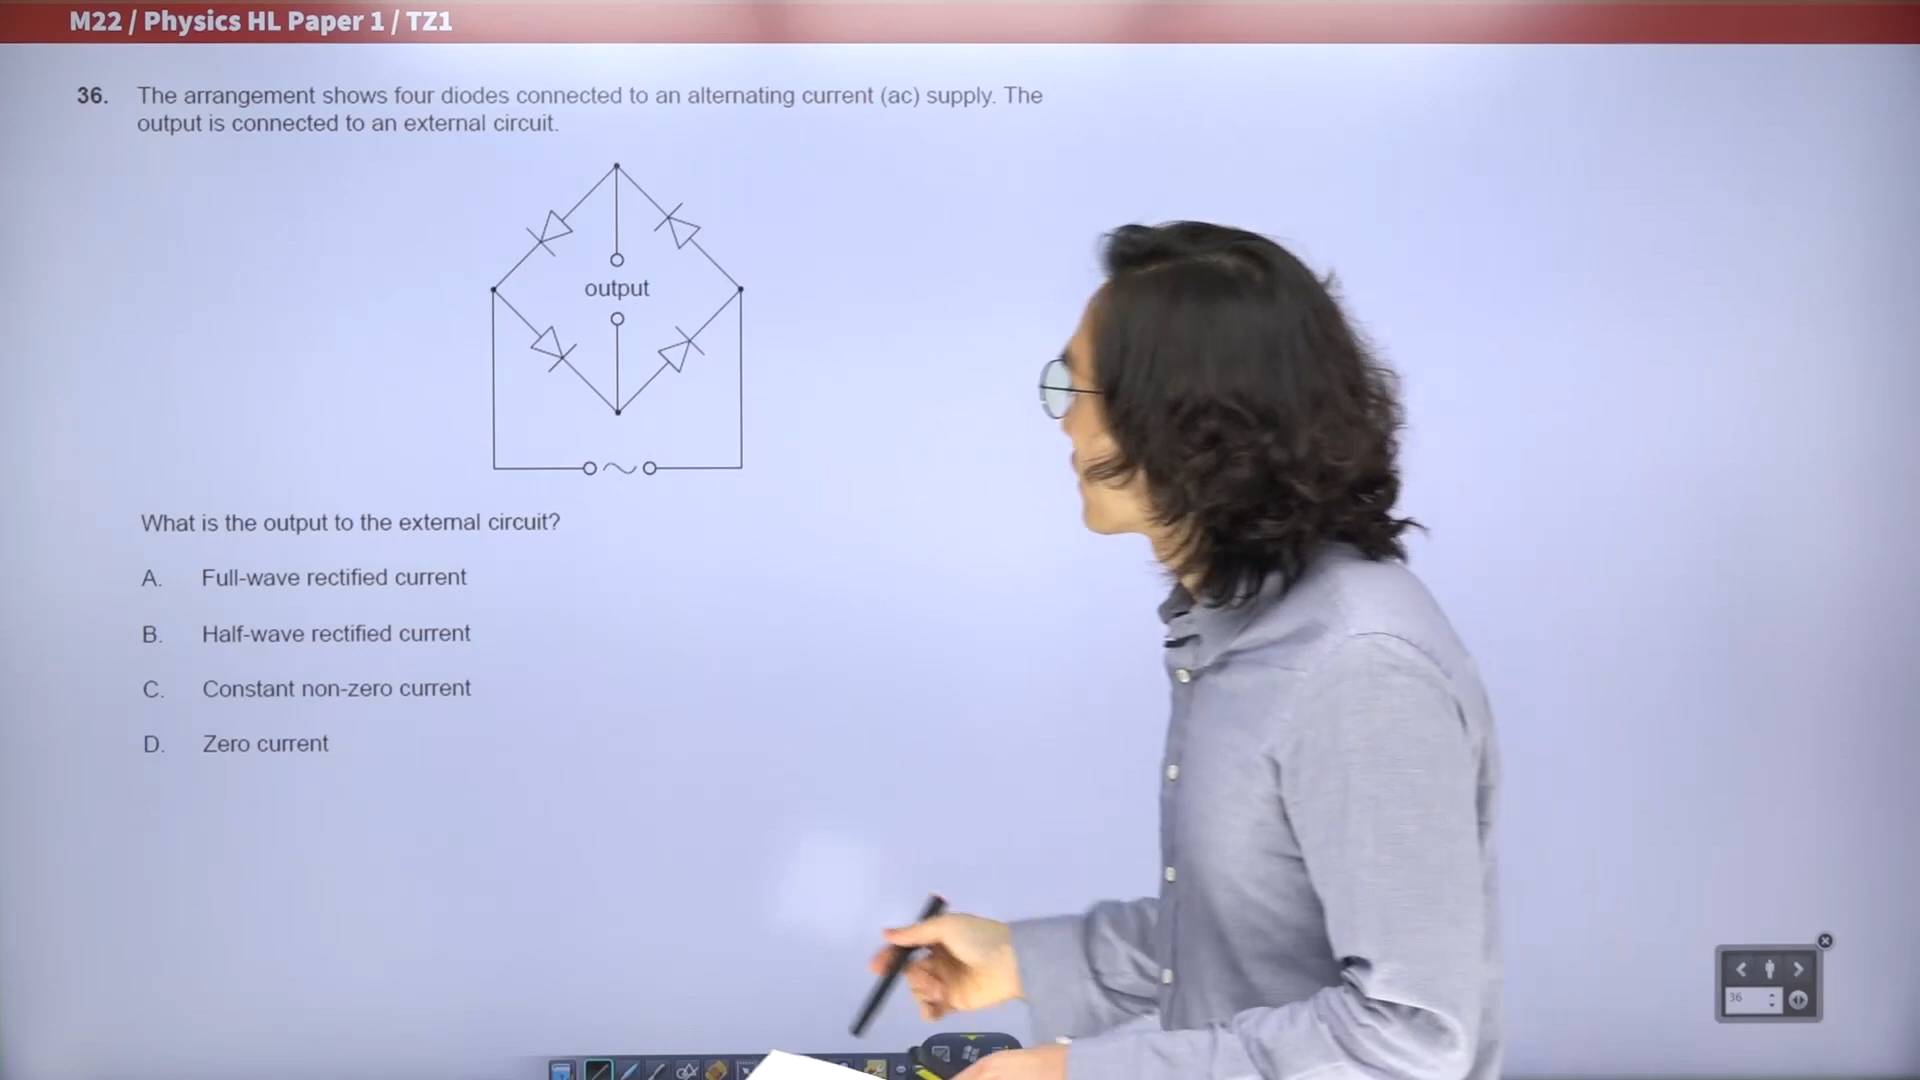 M22 / Physics HL Paper 1 / TZ1
36. The arrangement shows four diodes connected to an alternating current (ac) supply. The
output is connected to an external circuit.
output
What is the output to the external circuit?
A. Full-wave rectified current
B. Half-wave rectified current
C. Constant non-zero current
D. Zero current
36